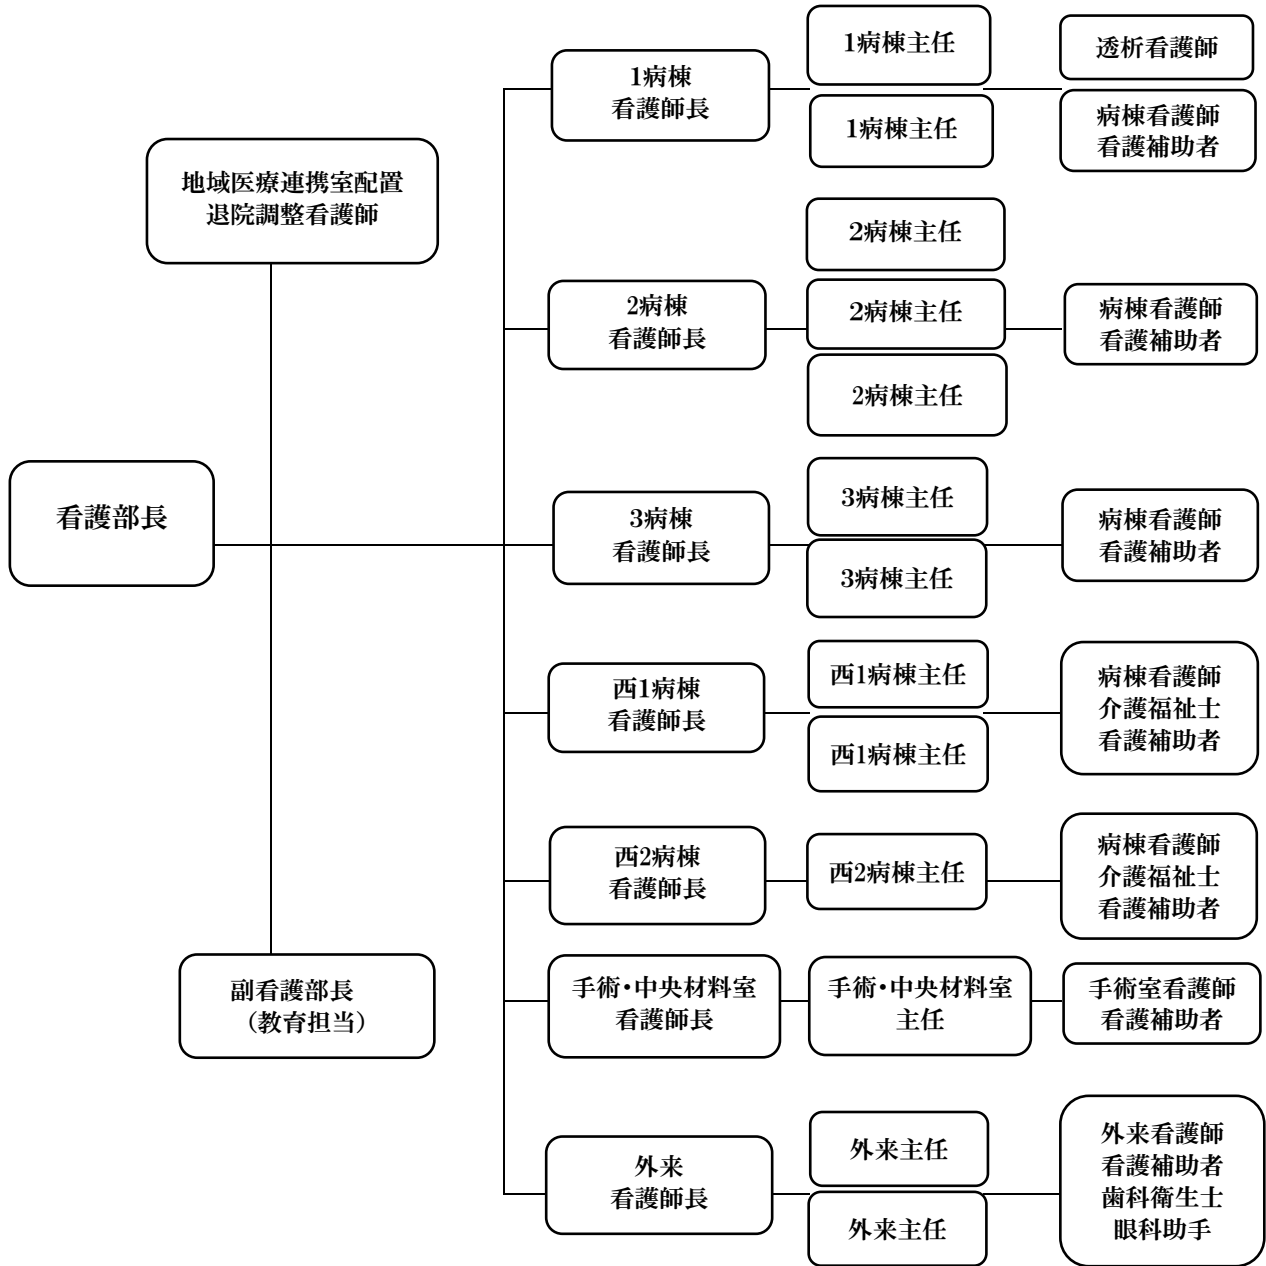 看護部長
地域医療連携室配置
退院調整看護師
副看護部長
（教育担当）
1病棟
看護師長
1病棟主任
1病棟主任
透析看護師
病棟看護師
看護補助者
2病棟
看護師長
2病棟主任
2病棟主任
2病棟主任
病棟看護師
看護補助者
3病棟
看護師長
3病棟主任
3病棟主任
病棟看護師
看護補助者
西1病棟
看護師長
西1病棟主任
西1病棟主任
病棟看護師
介護福祉士
看護補助者
西2病棟
看護師長
西2病棟主任
病棟看護師
介護福祉士
看護補助者
手術・中央材料室
看護師長
手術・中央材料室
主任
手術室看護師
看護補助者
外来
看護師長
外来主任
外来主任
外来看護師
看護補助者
歯科衛生士
眼科助手